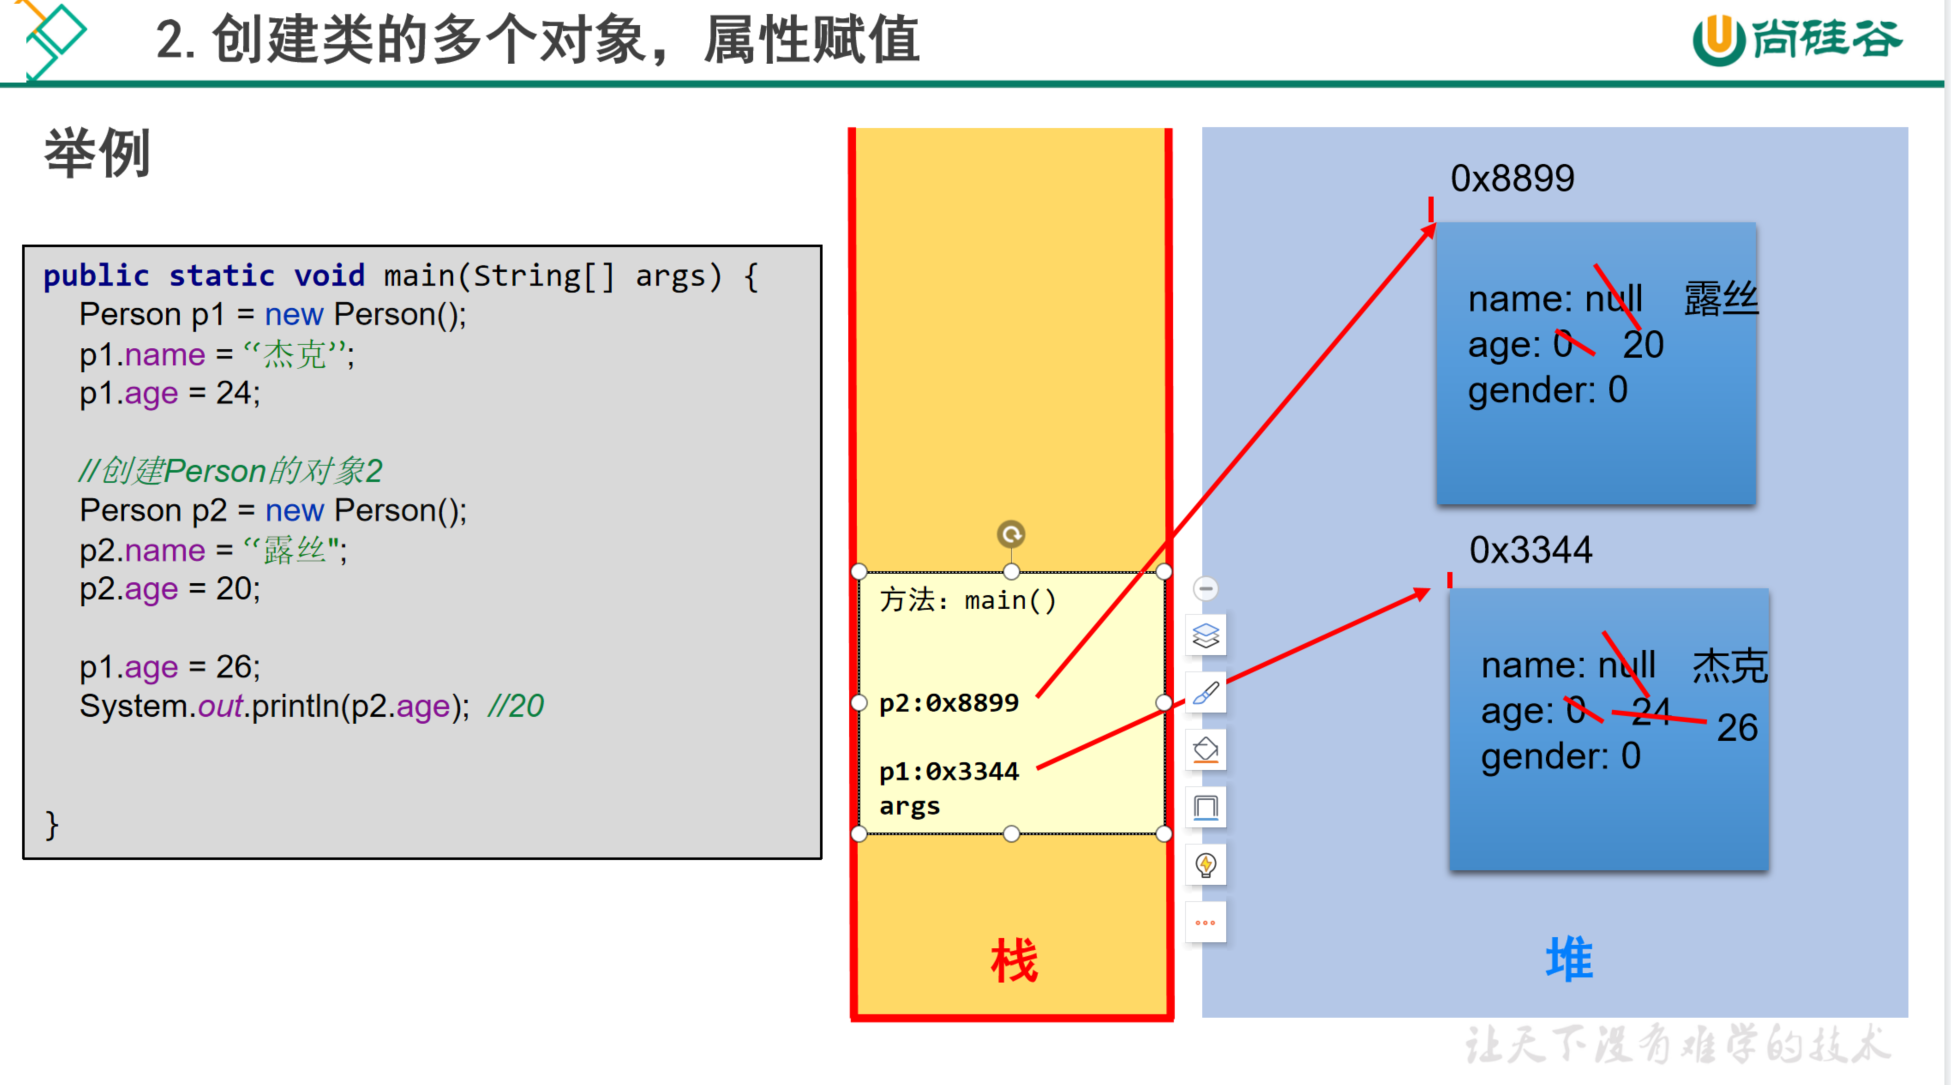 2. 创建类的多个对象，属性赋值
尚硅谷
举例
public static void main(String[] args) {
Person p1 = new Person();
p1.name = “杰克”;
p1.age = 24;
//创建Person的对象2
Person p2 = new Person();
p2.name = “露丝";
p2.age = 20;
p1.age = 26;
System.out.println(p2.age); //20
}
方法: main()
p2:0x8899
p1:0x3344
args
栈
0x8899
name: null 露丝
age: 0 20
gender: 0
0x3344
name: null 杰克
age: 0 24 26
gender: 0
堆
让天下没有难学的技术